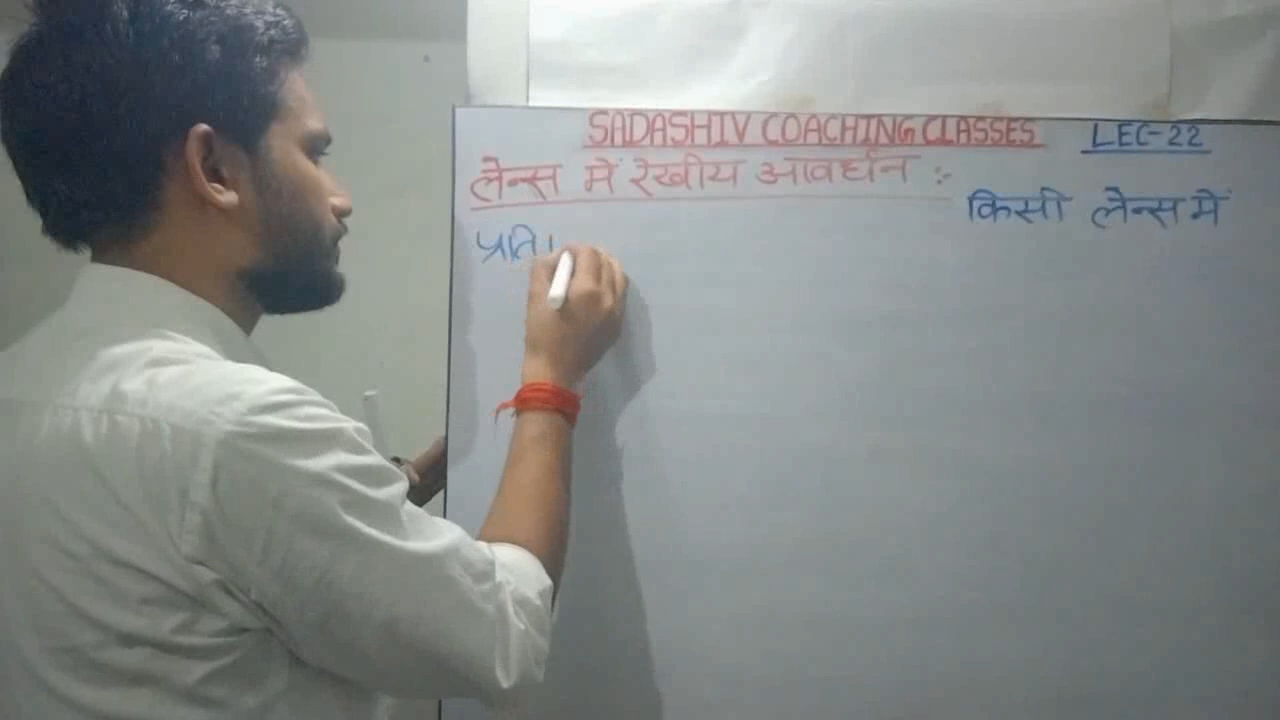 SADASHIV COACHING CLASSES LEC-22
लेन्स में रेखीय आवर्धन :-
किसी लेन्स में
प्रति